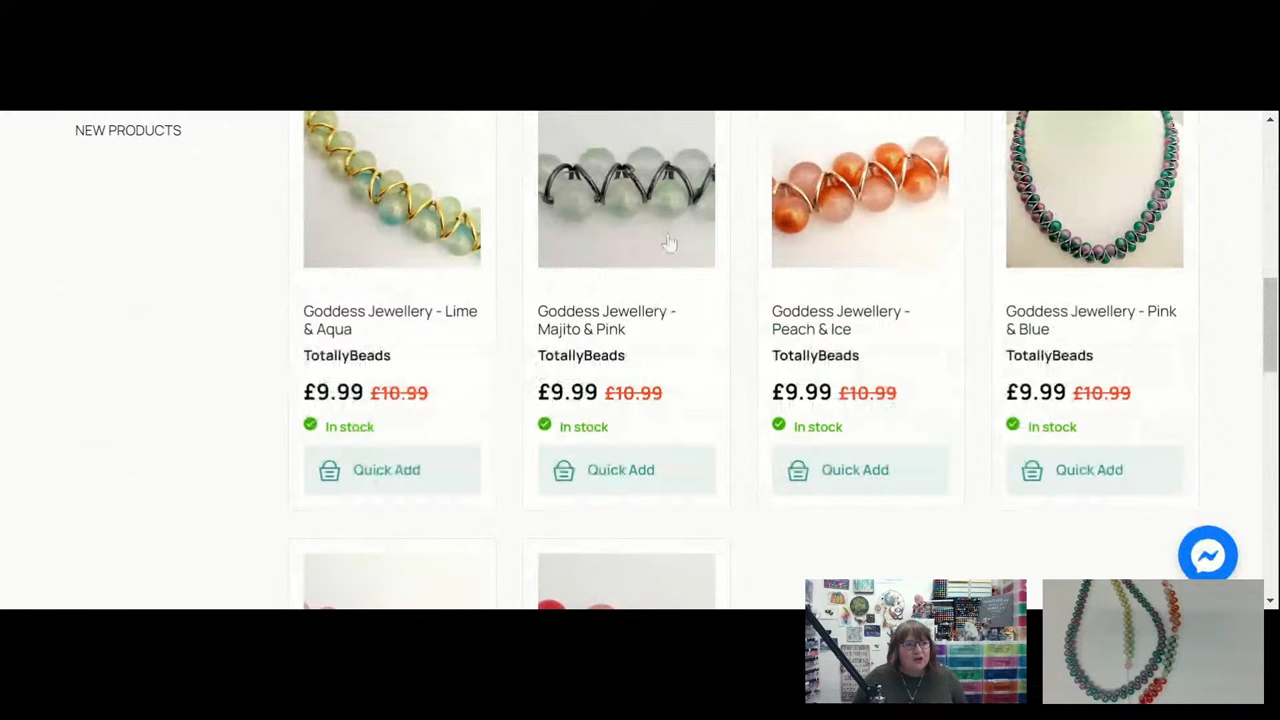 NEW PRODUCTS
Goddess Jewellery - Lime
& Aqua
TotallyBeads
£9.99 £10.99
In stock
Quick Add
Goddess Jewellery -
Majito & Pink
TotallyBeads
£9.99 £10.99
In stock
Quick Add
Goddess Jewellery -
Peach & Ice
TotallyBeads
£9.99 £10.99
In stock
Quick Add
Goddess Jewellery - Pink
& Blue
TotallyBeads
£9.99 £10.99
In stock
Quick Add